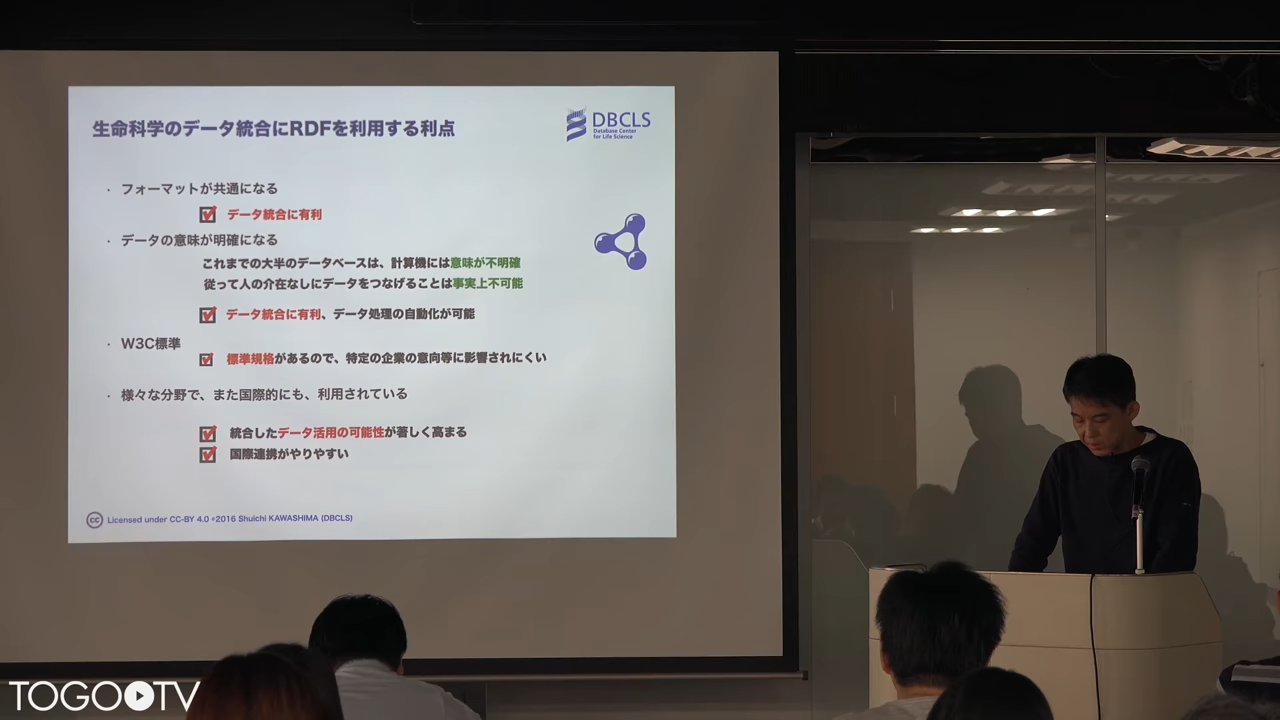 生命科学のデータ統合にRDFを利用する利点
DBCLS
Database Center
for Life Science
・ フォーマットが共通になる
データ統合に有利
・ データの意味が明確になる
これまでの大半のデータベースは、計算機には意味が不明確
従って人の介在なしにデータをつなげることは事実上不可能
データ統合に有利、データ処理の自動化が可能
・ W3C標準
標準規格があるので、特定の企業の意向等に影響されにくい
・ 様々な分野で、また国際的にも、利用されている
統合したデータ活用の可能性が著しく高まる
国際連携がやりやすい
cc Licensed under CC-BY 4.0 ©2016 Shuichi KAWASHIMA (DBCLS)
TOGOTV